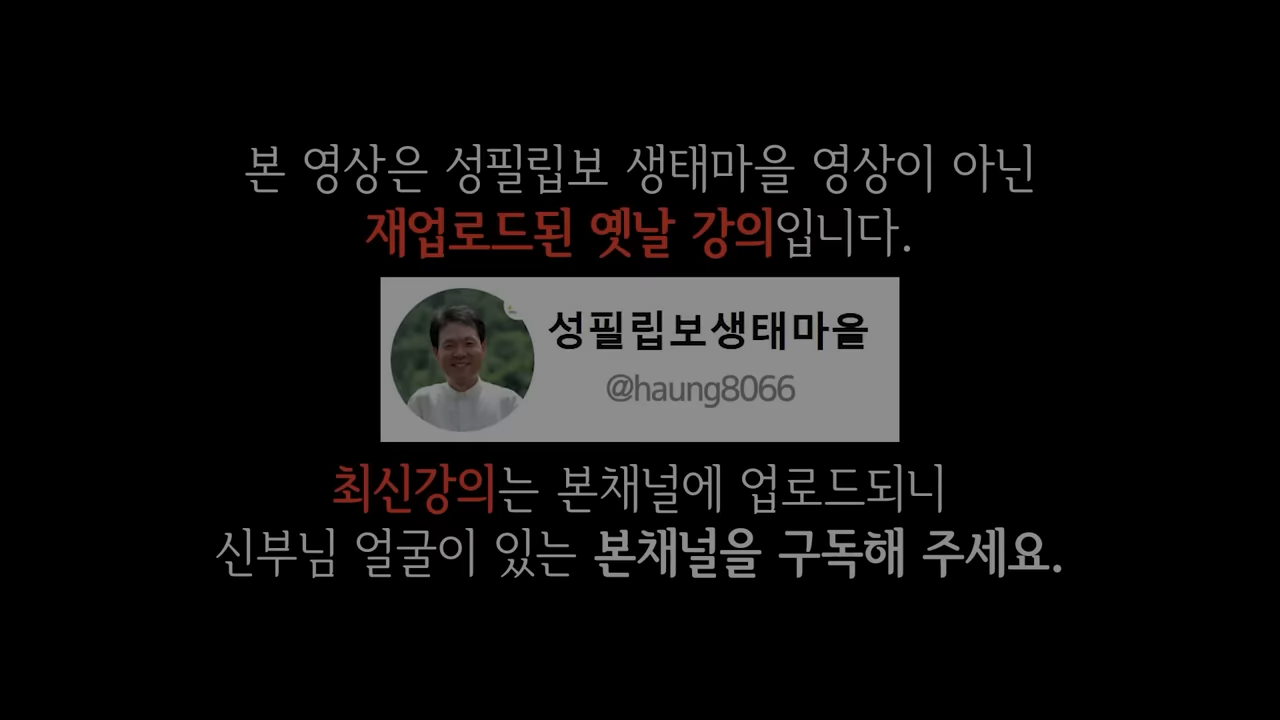 본 영상은 성필립보 생태마을 영상이 아닌
재업로드된 옛날 강의입니다.
성필립보생태마을
@haung8066
최신강의는 본채널에 업로드되니
신부님 얼굴이 있는 본채널을 구독해 주세요.